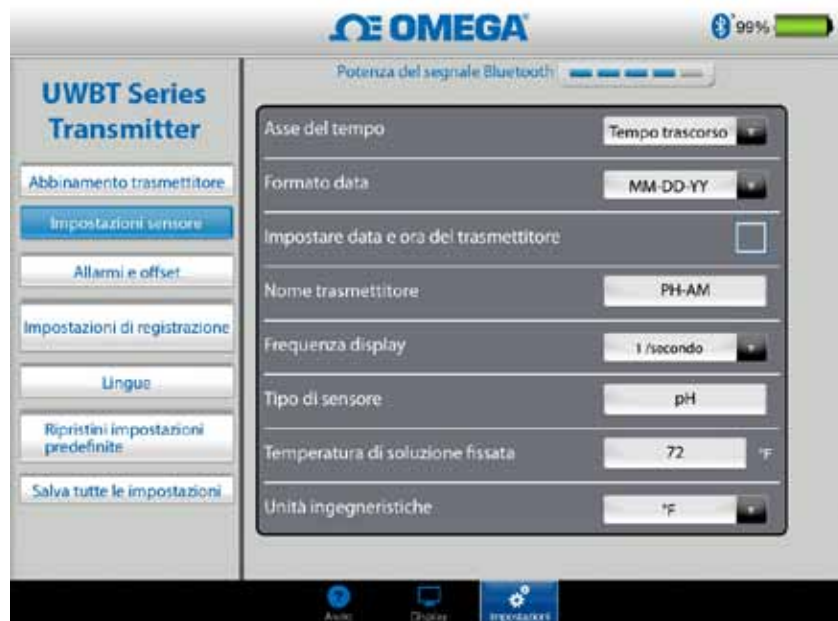 OMEGA
99%
UWBT Series
Transmitter
Abbinamento trasmettitore
Impostazioni sensore
Allarmi e offset
Impostazioni di registrazione
Lingue
Ripristini impostazioni
predefinite
Salva tutte le impostazioni
Potenza del segnale Bluetooth
Asse del tempo
Tempo trascorso
Formato data
MM-DD-YY
Impostare data e ora del trasmettitore
Nome trasmettitore
PH-AM
Frequenza display
1 /secondo
Tipo di sensore
pH
Temperatura di soluzione fissata
72
°F
Unità ingegneristiche
°F
Display
Impostazioni